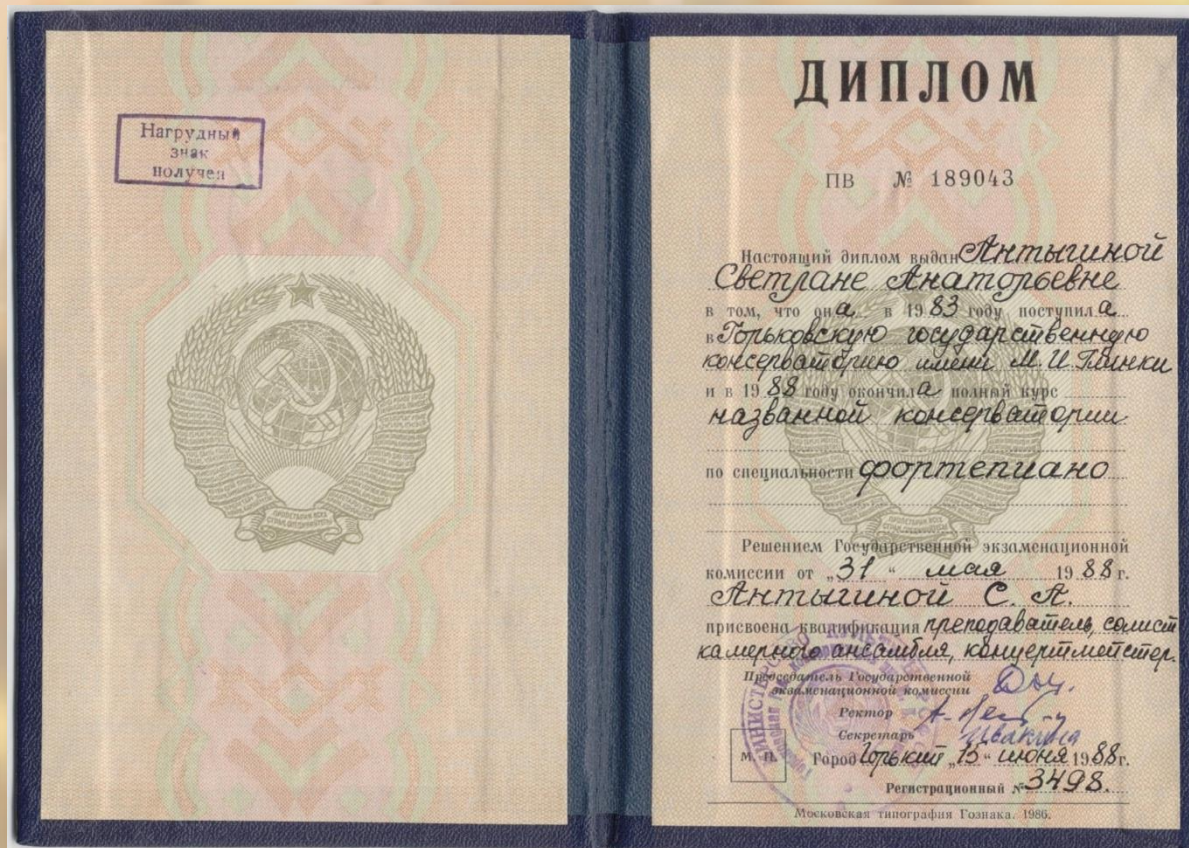 Нагрудный
знак
получен
ДИПЛОМ
ПВ № 189043
Настоящий диплом выдан Антыгиной
Светлане Анатольевне
в том, что она в 1983 году поступила
в Горьковскую государственную
консерваторию имени М.И. Глинки
и в 1988 году окончила полный курс
названной консерватории
по специальности фортепиано
Решением Государственной экзаменационной
комиссии от „31“ мая 1988 г.
Антыгиной С. А.
присвоена квалификация преподаватель, солист
камерного ансамбля, концертмейстер.
Председатель Государственной
экзаменационной комиссии
Ректор
Секретарь Ивакина
М. П. Город Горький „15“ июня 1988 г.
Регистрационный № 3498.
Московская типография Гознака. 1986.